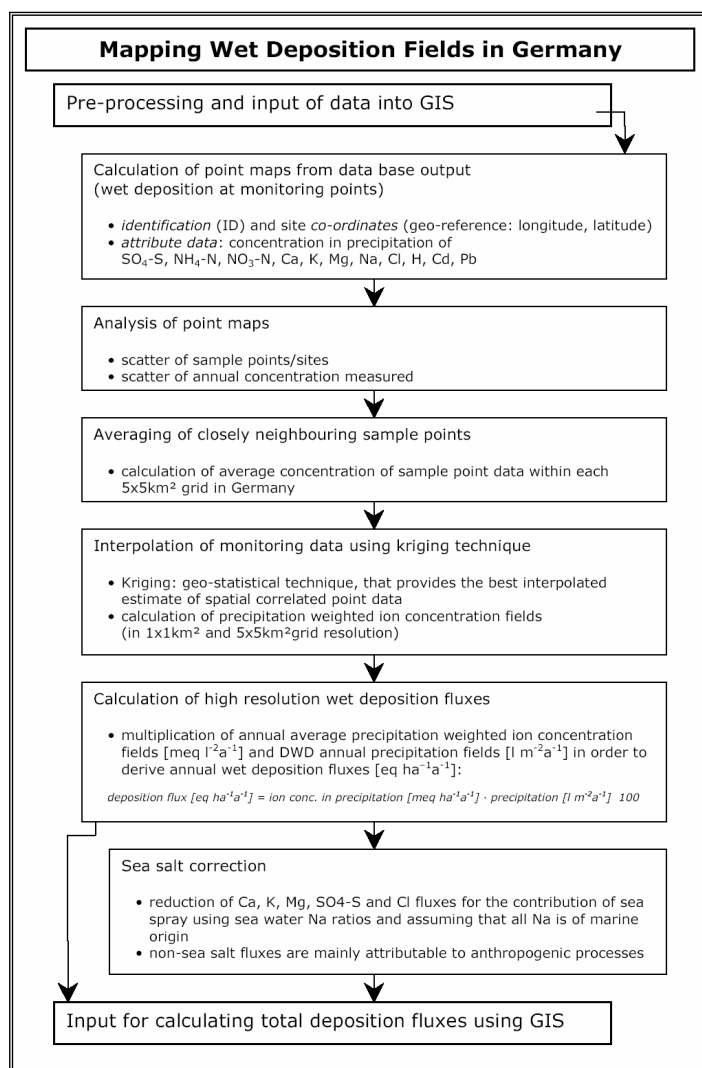 Mapping Wet Deposition Fields in Germany
Pre-processing and input of data into GIS
Calculation of point maps from data base output
(wet deposition at monitoring points)
• identification (ID) and site co-ordinates (geo-reference: longitude, latitude)
• attribute data: concentration in precipitation of
SO₄-S, NH₄-N, NO₃-N, Ca, K, Mg, Na, Cl, H, Cd, Pb
Analysis of point maps
• scatter of sample points/sites
• scatter of annual concentration measured
Averaging of closely neighbouring sample points
• calculation of average concentration of sample point data within each
5x5km² grid in Germany
Interpolation of monitoring data using kriging technique
• Kriging: geo-statistical technique, that provides the best interpolated
estimate of spatial correlated point data
• calculation of precipitation weighted ion concentration fields
(in 1x1km² and 5x5km²grid resolution)
Calculation of high resolution wet deposition fluxes
• multiplication of annual average precipitation weighted ion concentration
fields [meq l⁻²a⁻¹] and DWD annual precipitation fields [l m⁻²a⁻¹] in order to
derive annual wet deposition fluxes [eq ha⁻¹a⁻¹]:
deposition flux [eq ha⁻¹a⁻¹] = ion conc. in precipitation [meq ha⁻¹a⁻¹] · precipitation [l m⁻²a⁻¹] 100
Sea salt correction
• reduction of Ca, K, Mg, SO4-S and Cl fluxes for the contribution of sea
spray using sea water Na ratios and assuming that all Na is of marine
origin
• non-sea salt fluxes are mainly attributable to anthropogenic processes
Input for calculating total deposition fluxes using GIS